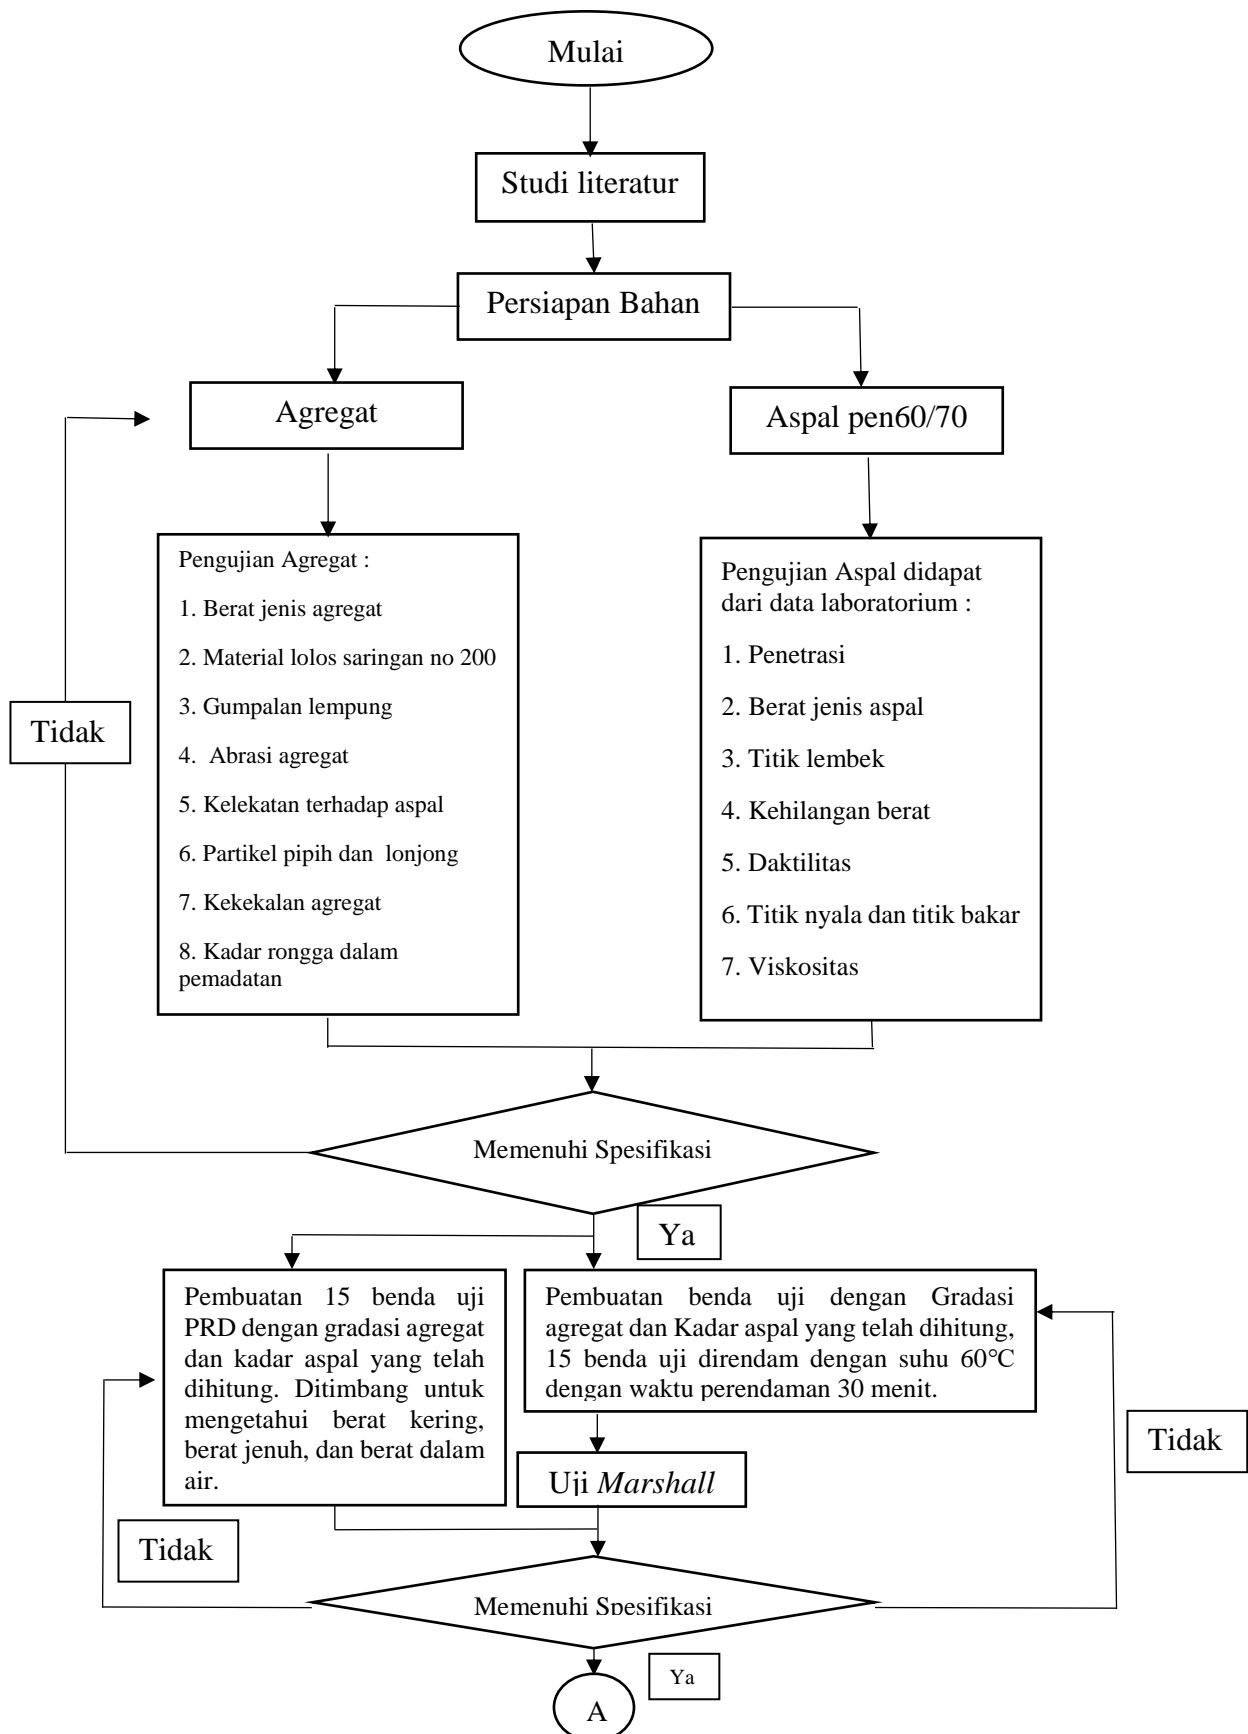 Mulai
Studi literatur
Persiapan Bahan
Agregat
Aspal pen60/70
Pengujian Agregat :
1. Berat jenis agregat
2. Material lolos saringan no 200
3. Gumpalan lempung
4. Abrasi agregat
5. Kelekatan terhadap aspal
6. Partikel pipih dan lonjong
7. Kekekalan agregat
8. Kadar rongga dalam
pemadatan
Pengujian Aspal didapat
dari data laboratorium :
1. Penetrasi
2. Berat jenis aspal
3. Titik lembek
4. Kehilangan berat
5. Daktilitas
6. Titik nyala dan titik bakar
7. Viskositas
Tidak
Memenuhi Spesifikasi
Ya
Pembuatan 15 benda uji
PRD dengan gradasi agregat
dan kadar aspal yang telah
dihitung. Ditimbang untuk
mengetahui berat kering,
berat jenuh, dan berat dalam
air.
Pembuatan benda uji dengan Gradasi
agregat dan Kadar aspal yang telah dihitung,
15 benda uji direndam dengan suhu 60°C
dengan waktu perendaman 30 menit.
Uji Marshall
Tidak
Tidak
Memenuhi Spesifikasi
Ya
A